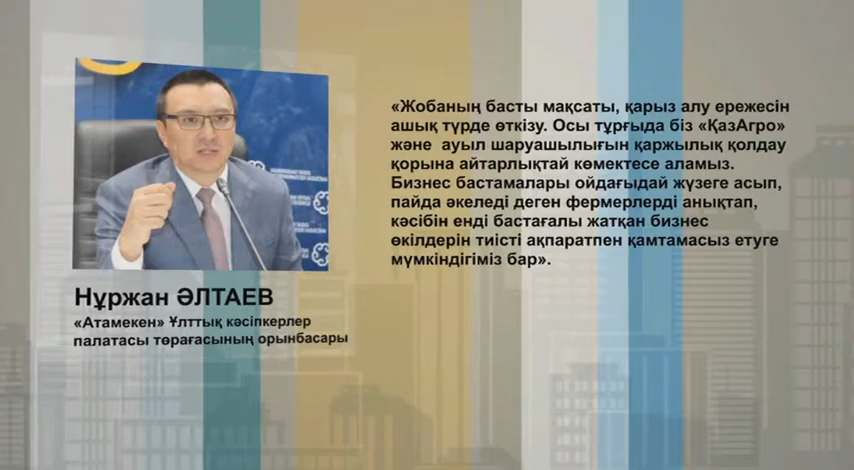 «Жобаның басты мақсаты, қарыз алу ережесін
ашық түрде өткізу. Осы тұрғыда біз «ҚазАгро»
және ауыл шаруашылығын қаржылық қолдау
қорына айтарлықтай көмектесе аламыз.
Бизнес бастамалары ойдағыдай жүзеге асып,
пайда әкеледі деген фермерлерді анықтап,
кәсібін енді бастағалы жатқан бизнес
өкілдерін тиісті ақпаратпен қамтамасыз етуге
мүмкіндігіміз бар».
Нұржан ӘЛТАЕВ
«Атамекен» Ұлттық кәсіпкерлер
палатасы төрағасының орынбасары